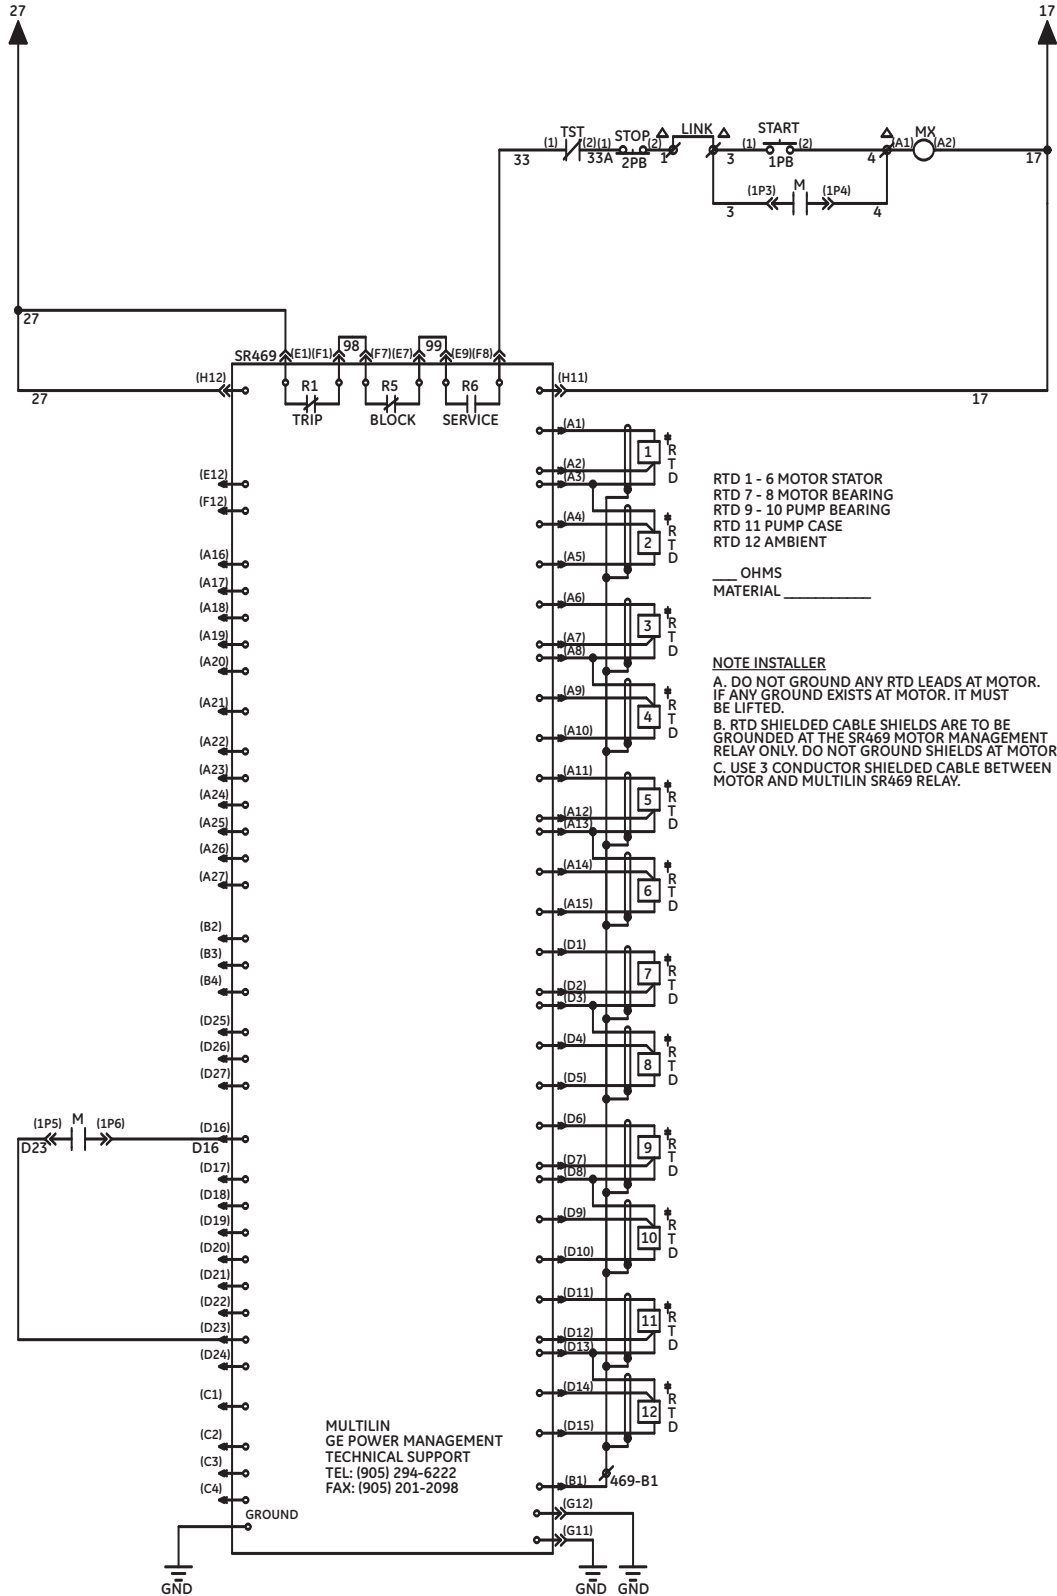 27
17
TST
STOP
LINK
START
MX
(1)
(2)
(1)
(2)
(1)
(2)
(A1)
(A2)
33
33A
2PB
1
3
1PB
4
17
(1P3)
M
(1P4)
3
4
27
SR469
(E1)
(F1)
98
(F7)
(E7)
99
(E9)
(F8)
(H12)
R1
R5
R6
(H11)
27
TRIP
BLOCK
SERVICE
17
(A1)
1
* R T D
(A2)
(A3)
(E12)
(F12)
(A4)
2
* R T D
(A5)
RTD 1 - 6 MOTOR STATOR
RTD 7 - 8 MOTOR BEARING
RTD 9 - 10 PUMP BEARING
RTD 11 PUMP CASE
RTD 12 AMBIENT
___ OHMS
MATERIAL ___________
(A16)
(A17)
(A18)
(A19)
(A20)
(A21)
(A22)
(A23)
(A24)
(A25)
(A26)
(A27)
(A6)
3
* R T D
(A7)
(A8)
(A9)
4
* R T D
(A10)
NOTE INSTALLER
A. DO NOT GROUND ANY RTD LEADS AT MOTOR.
IF ANY GROUND EXISTS AT MOTOR. IT MUST
BE LIFTED.
B. RTD SHIELDED CABLE SHIELDS ARE TO BE
GROUNDED AT THE SR469 MOTOR MANAGEMENT
RELAY ONLY. DO NOT GROUND SHIELDS AT MOTOR
C. USE 3 CONDUCTOR SHIELDED CABLE BETWEEN
MOTOR AND MULTILIN SR469 RELAY.
(A11)
5
* R T D
(A12)
(A13)
(A14)
6
* R T D
(A15)
(B2)
(B3)
(B4)
(D25)
(D26)
(D27)
(D1)
7
* R T D
(D2)
(D3)
(D4)
8
* R T D
(D5)
(1P5)
M
(1P6)
(D16)
D23
D16
(D17)
(D18)
(D19)
(D20)
(D21)
(D22)
(D23)
(D24)
(D6)
9
* R T D
(D7)
(D8)
(D9)
10
* R T D
(D10)
(D11)
11
* R T D
(D12)
(D13)
(D14)
12
* R T D
(D15)
(C1)
(C2)
(C3)
(C4)
MULTILIN
GE POWER MANAGEMENT
TECHNICAL SUPPORT
TEL: (905) 294-6222
FAX: (905) 201-2098
(B1)
469-B1
GROUND
(G12)
(G11)
GND
GND
GND